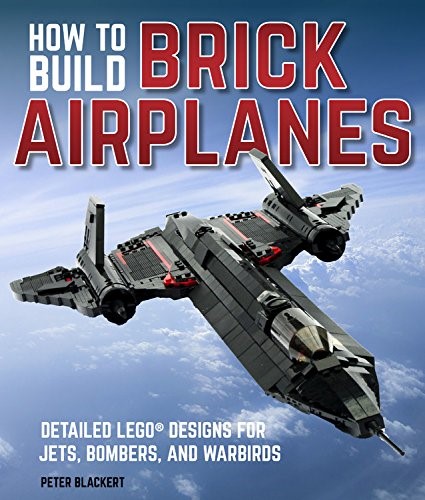 HOW TO
BUILD
BRICK
AIRPLANES
DETAILED LEGO® DESIGNS FOR
JETS, BOMBERS, AND WARBIRDS
PETER BLACKERT